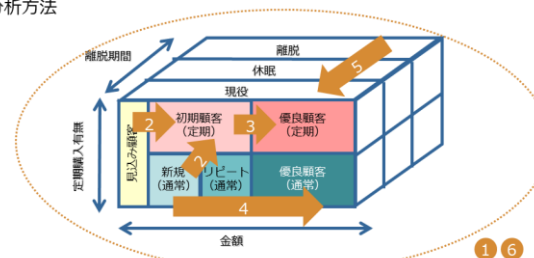 分析方法
離脱期間
離脱
休眠
現役
5
定期購入有無
見込み顧客
2
初期顧客
(定期)
3
優良顧客
(定期)
2
新規
(通常)
リピート
(通常)
優良顧客
(通常)
4
金額
1 6